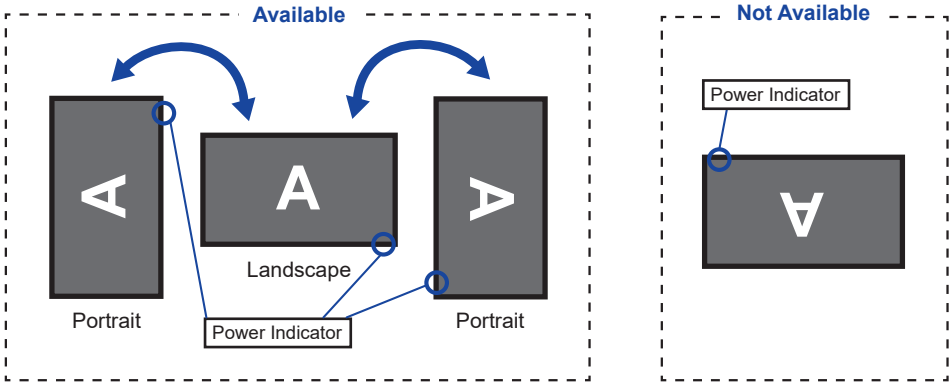 Available
Not Available
Power Indicator
A
A
A
A
Landscape
Portrait
Power Indicator
Portrait